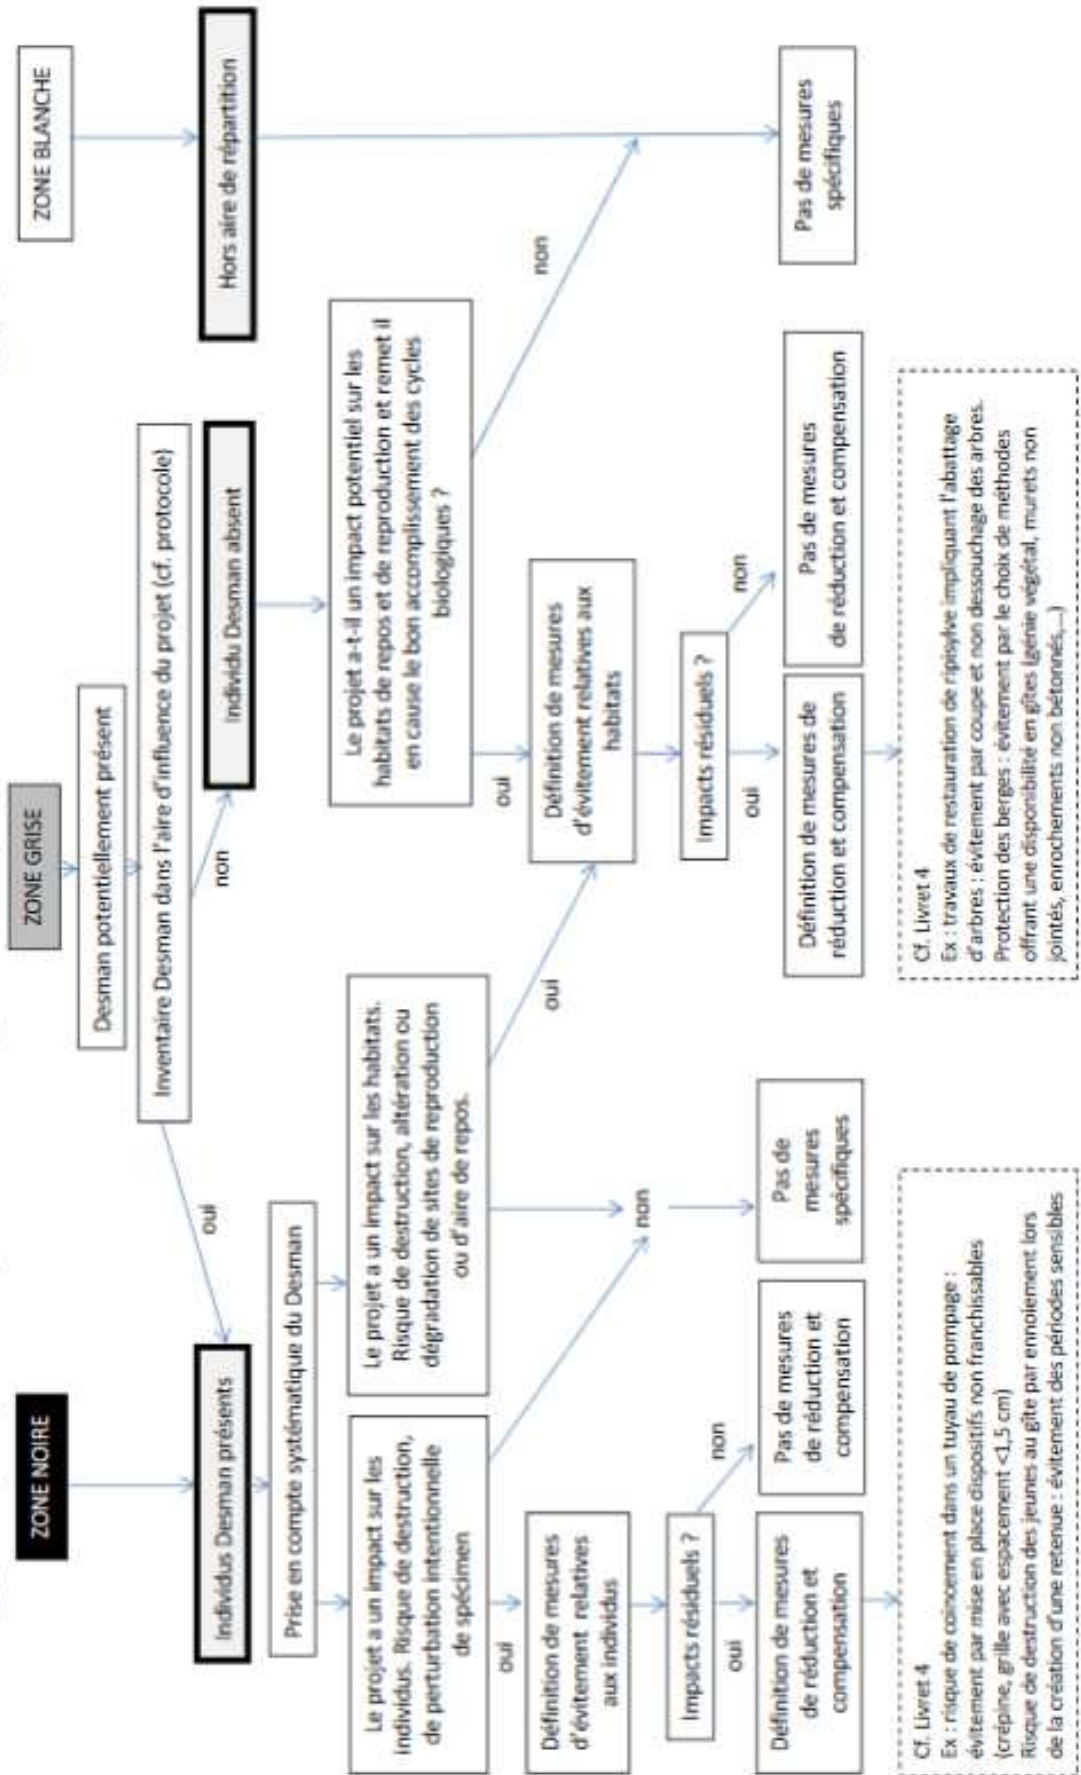 ZONE NOIRE
ZONE GRISE
ZONE BLANCHE
Desman potentiellement présent
Inventaire Desman dans l'aire d'influence du projet (cf. protocole)
oui
non
Individus Desman présents
Individu Desman absent
Hors aire de répartition
Prise en compte systématique du Desman
Le projet a un impact sur les
individus. Risque de destruction,
de perturbation intentionnelle
de spécimen
Le projet a un impact sur les habitats.
Risque de destruction, altération ou
dégradation de sites de reproduction
ou d'aire de repos.
Le projet a-t-il un impact potentiel sur les
habitats de repos et de reproduction et remet il
en cause le bon accomplissement des cycles
biologiques ?
oui
oui
oui
non
non
Définition de mesures
d'évitement relatives
aux individus
Définition de mesures
d'évitement relatives aux
habitats
Impacts résiduels ?
Impacts résiduels ?
oui
non
oui
non
Définition de mesures
de réduction et
compensation
Pas de mesures
de réduction et
compensation
Pas de
mesures
spécifiques
Définition de mesures de
réduction et compensation
Pas de mesures
de réduction et compensation
Pas de mesures
spécifiques
Cf. Livret 4
Ex : risque de coincement dans un tuyau de pompage :
évitement par mise en place dispositifs non franchissables
(crépine, grille avec espacement <1,5 cm)
Risque de destruction des jeunes au gîte par ennoiement lors
de la création d'une retenue : évitement des périodes sensibles
Cf. Livret 4
Ex : travaux de restauration de ripisylve impliquant l'abattage
d'arbres : évitement par coupe et non dessouchage des arbres.
Protection des berges : évitement par le choix de méthodes
offrant une disponibilité en gîtes (génie végétal, murets non
jointés, enrochements non bétonnés,...)